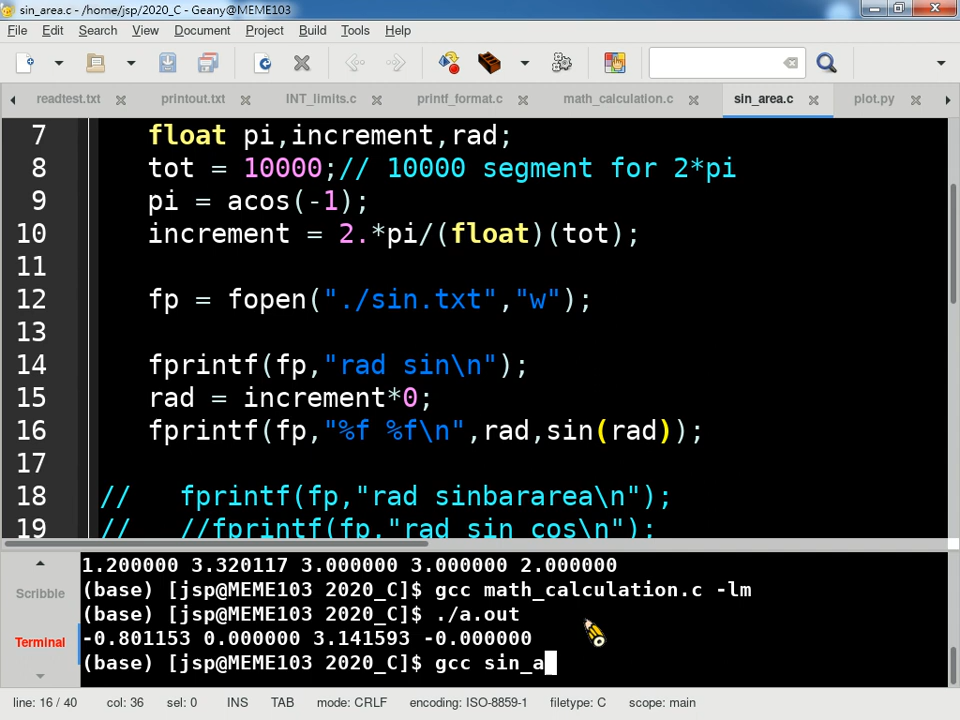 sin_area.c - /home/jsp/2020_C - Geany@MEME103
File Edit Search View Document Project Build Tools Help
readtest.txt printout.txt INT_limits.c printf_format.c math_calculation.c sin_area.c plot.py
7 float pi,increment,rad;
8 tot = 10000;// 10000 segment for 2*pi
9 pi = acos(-1);
10 increment = 2.*pi/(float)(tot);
11
12 fp = fopen("./sin.txt","w");
13
14 fprintf(fp,"rad sin\n");
15 rad = increment*0;
16 fprintf(fp,"%f %f\n",rad,sin(rad));
17
18 // fprintf(fp,"rad sinbararea\n");
19 // //fprintf(fp,"rad sin cos\n");
Scribble
Terminal
1.200000 3.320117 3.000000 3.000000 2.000000
(base) [jsp@MEME103 2020_C]$ gcc math_calculation.c -lm
(base) [jsp@MEME103 2020_C]$ ./a.out
-0.801153 0.000000 3.141593 -0.000000
(base) [jsp@MEME103 2020_C]$ gcc sin_a
line: 16 / 40 col: 36 sel: 0 INS TAB mode: CRLF encoding: ISO-8859-1 filetype: C scope: main